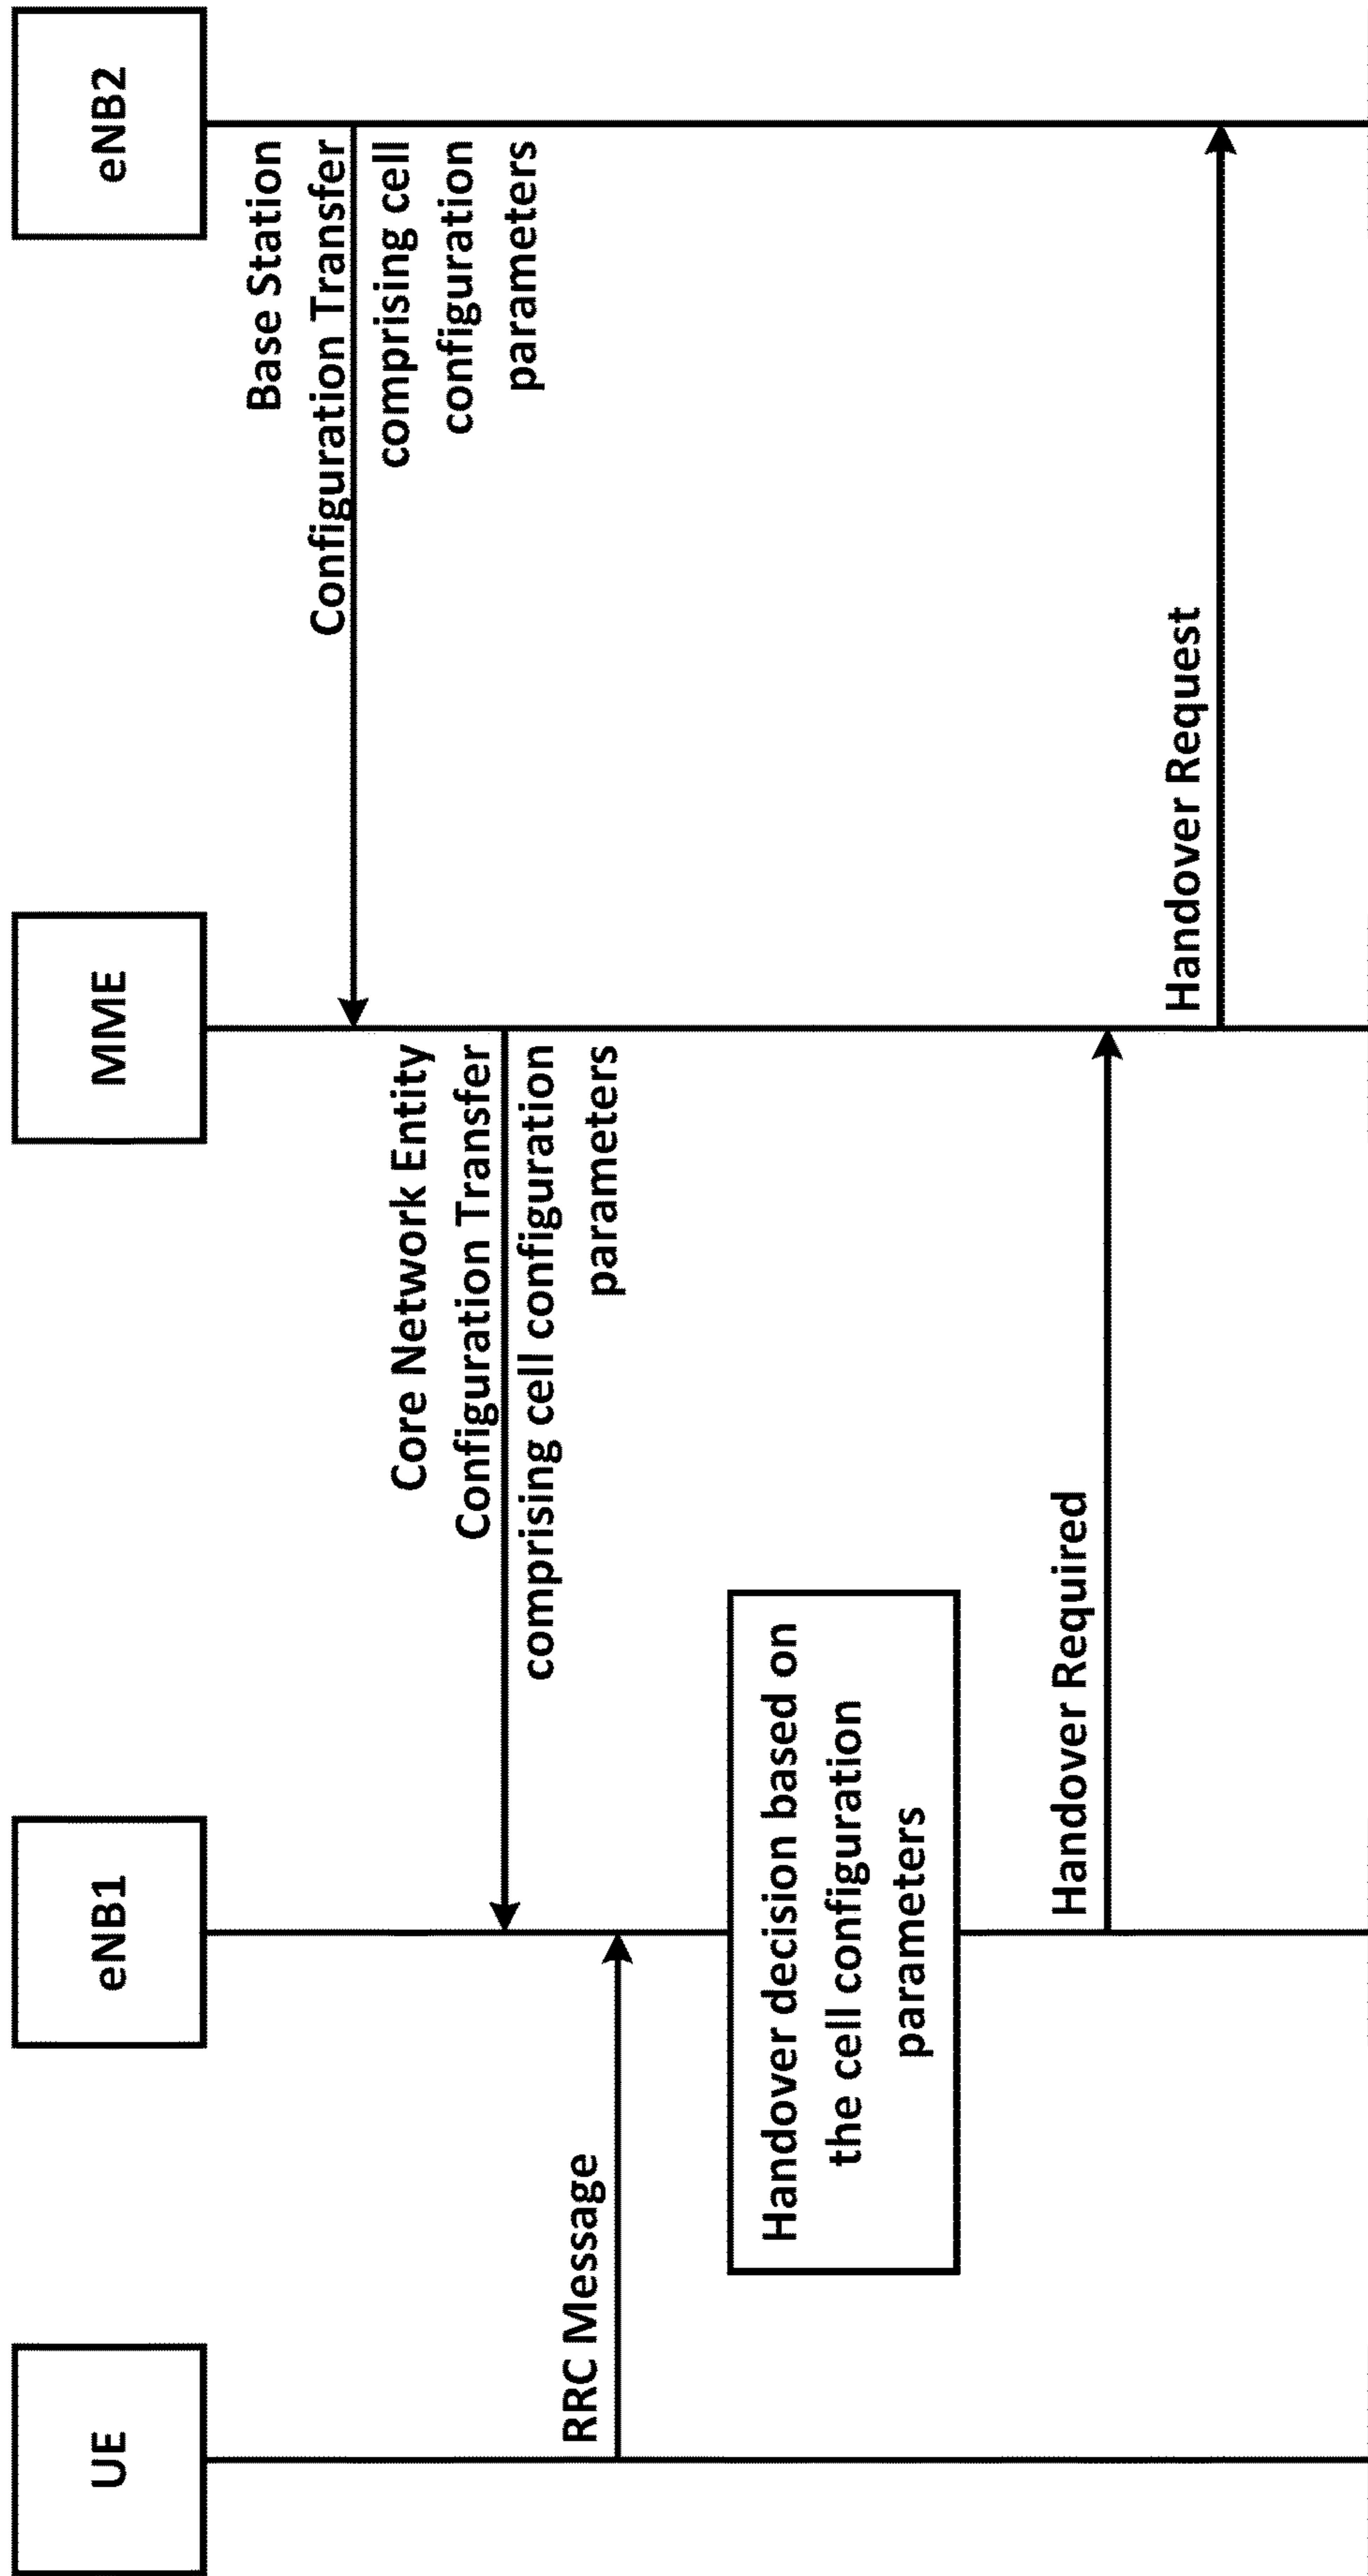 UE
eNB1
MME
eNB2
Base Station
Configuration Transfer
comprising cell
configuration
parameters
Core Network Entity
Configuration Transfer
comprising cell configuration
parameters
RRC Message
Handover decision based on
the cell configuration
parameters
Handover Required
Handover Request